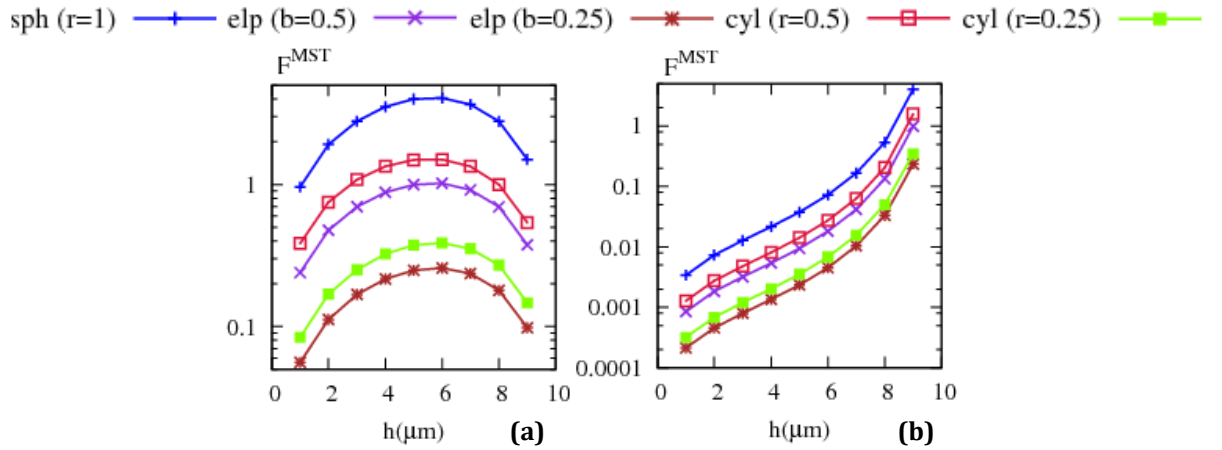 sph (r=1) elp (b=0.5) elp (b=0.25) cyl (r=0.5) cyl (r=0.25)
F^MST
1
0.1
0 2 4 6 8 10
h(μm) (a)
F^MST
1
0.1
0.01
0.001
0.0001
0 2 4 6 8 10
h(μm) (b)